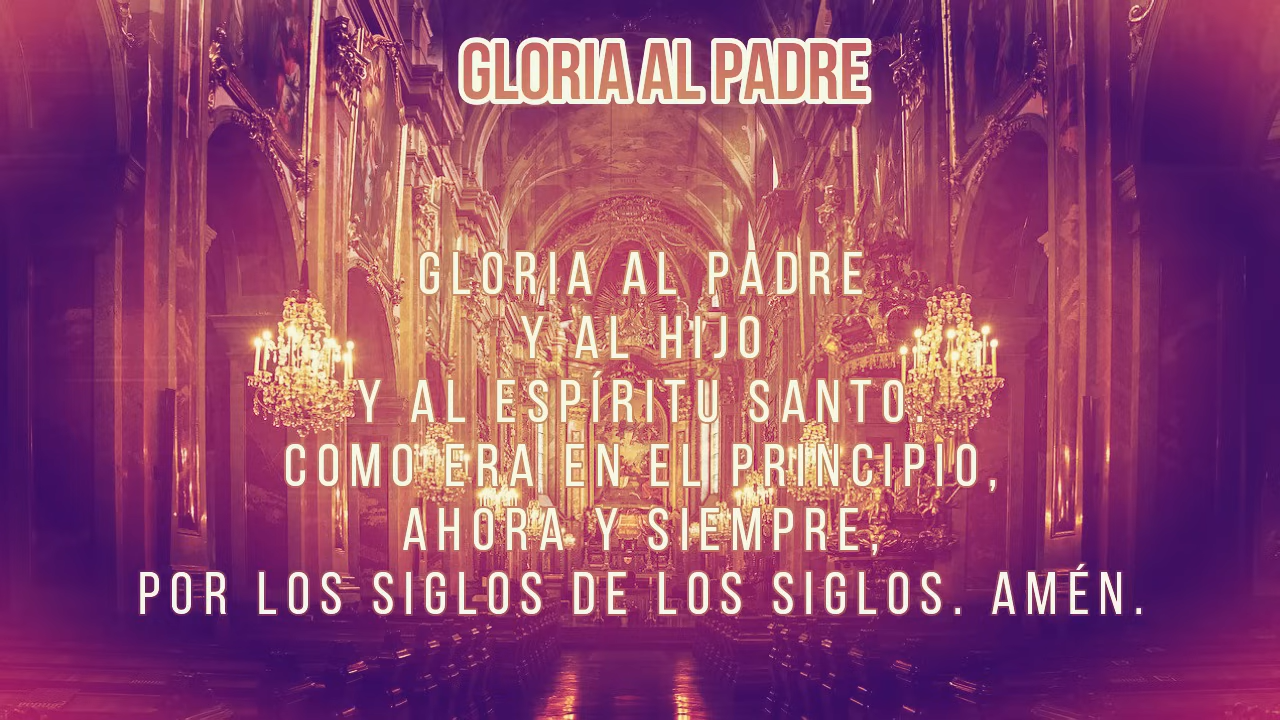 GLORIA AL PADRE
GLORIA AL PADRE
Y AL HIJO
Y AL ESPÍRITU SANTO.
COMO ERA EN EL PRINCIPIO,
AHORA Y SIEMPRE,
POR LOS SIGLOS DE LOS SIGLOS. AMÉN.